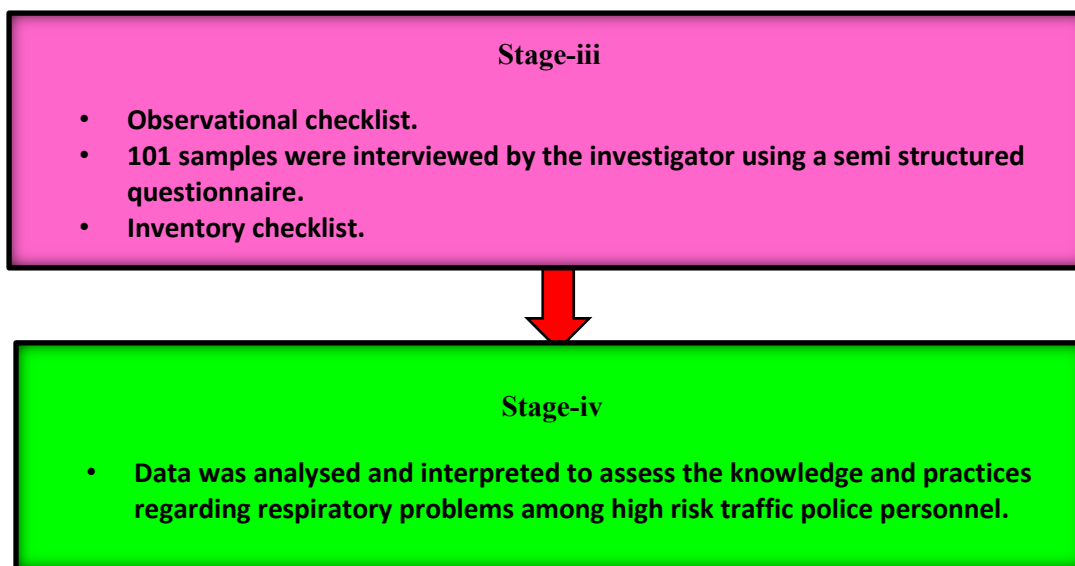 Stage-iii
• Observational checklist.
• 101 samples were interviewed by the investigator using a semi structured
questionnaire.
• Inventory checklist.
Stage-iv
• Data was analysed and interpreted to assess the knowledge and practices
regarding respiratory problems among high risk traffic police personnel.